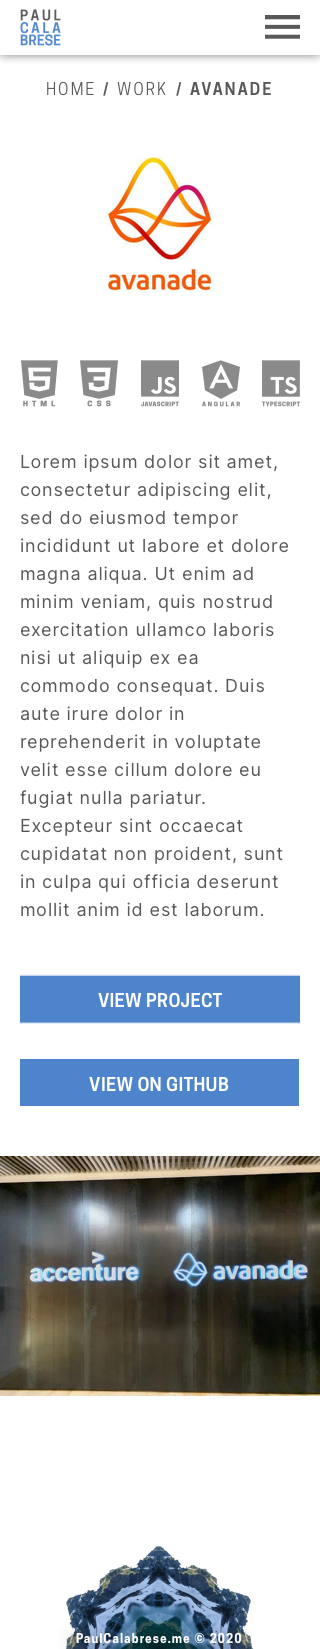 PAUL
CALA
BRESE
HOME / WORK / AVANADE
avanade
HTML CSS JS JAVASCRIPT ANGULAR TS TYPESCRIPT
Lorem ipsum dolor sit amet,
consectetur adipiscing elit,
sed do eiusmod tempor
incididunt ut labore et dolore
magna aliqua. Ut enim ad
minim veniam, quis nostrud
exercitation ullamco laboris
nisi ut aliquip ex ea
commodo consequat. Duis
aute irure dolor in
reprehenderit in voluptate
velit esse cillum dolore eu
fugiat nulla pariatur.
Excepteur sint occaecat
cupidatat non proident, sunt
in culpa qui officia deserunt
mollit anim id est laborum.
VIEW PROJECT
VIEW ON GITHUB
accenture avanade
PaulCalabrese.me © 2020